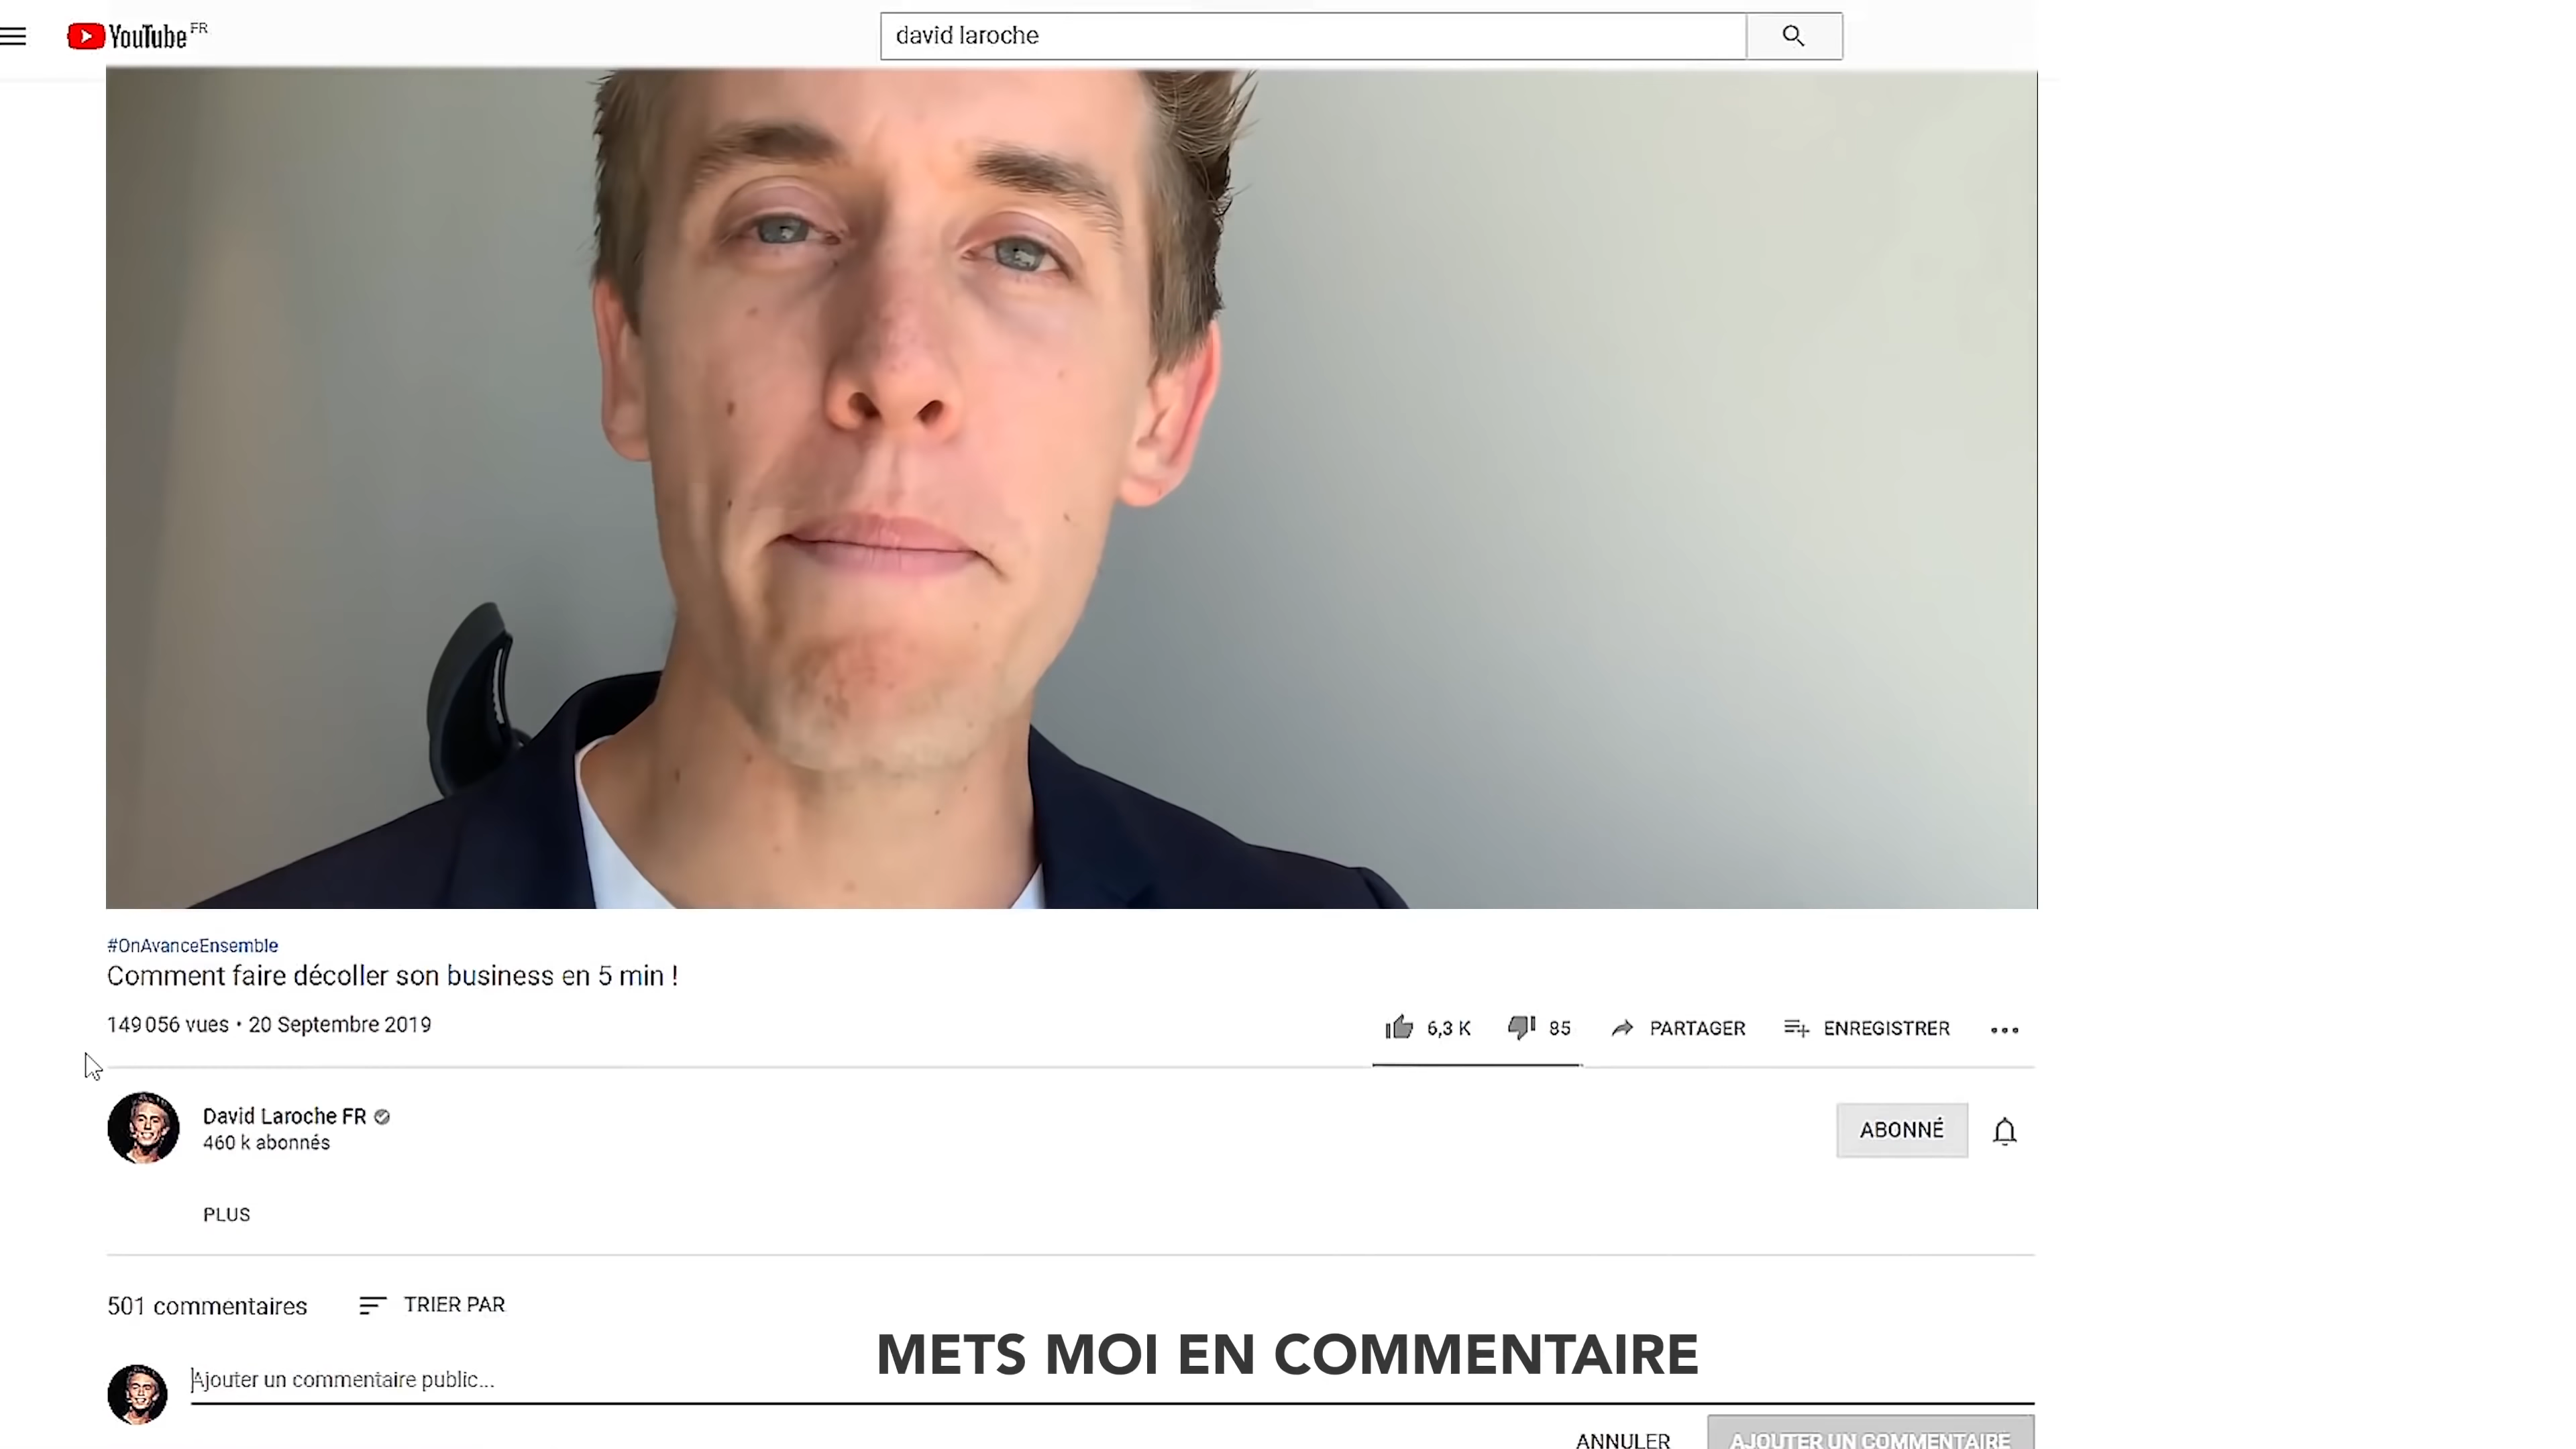 YouTube FR
david laroche
#OnAvanceEnsemble
Comment faire décoller son business en 5 min !
149 056 vues • 20 Septembre 2019
6,3 K
85
PARTAGER
ENREGISTRER
David Laroche FR
460 k abonnés
ABONNÉ
PLUS
501 commentaires
TRIER PAR
METS MOI EN COMMENTAIRE
Ajouter un commentaire public...
ANNULER
AJOUTER UN COMMENTAIRE